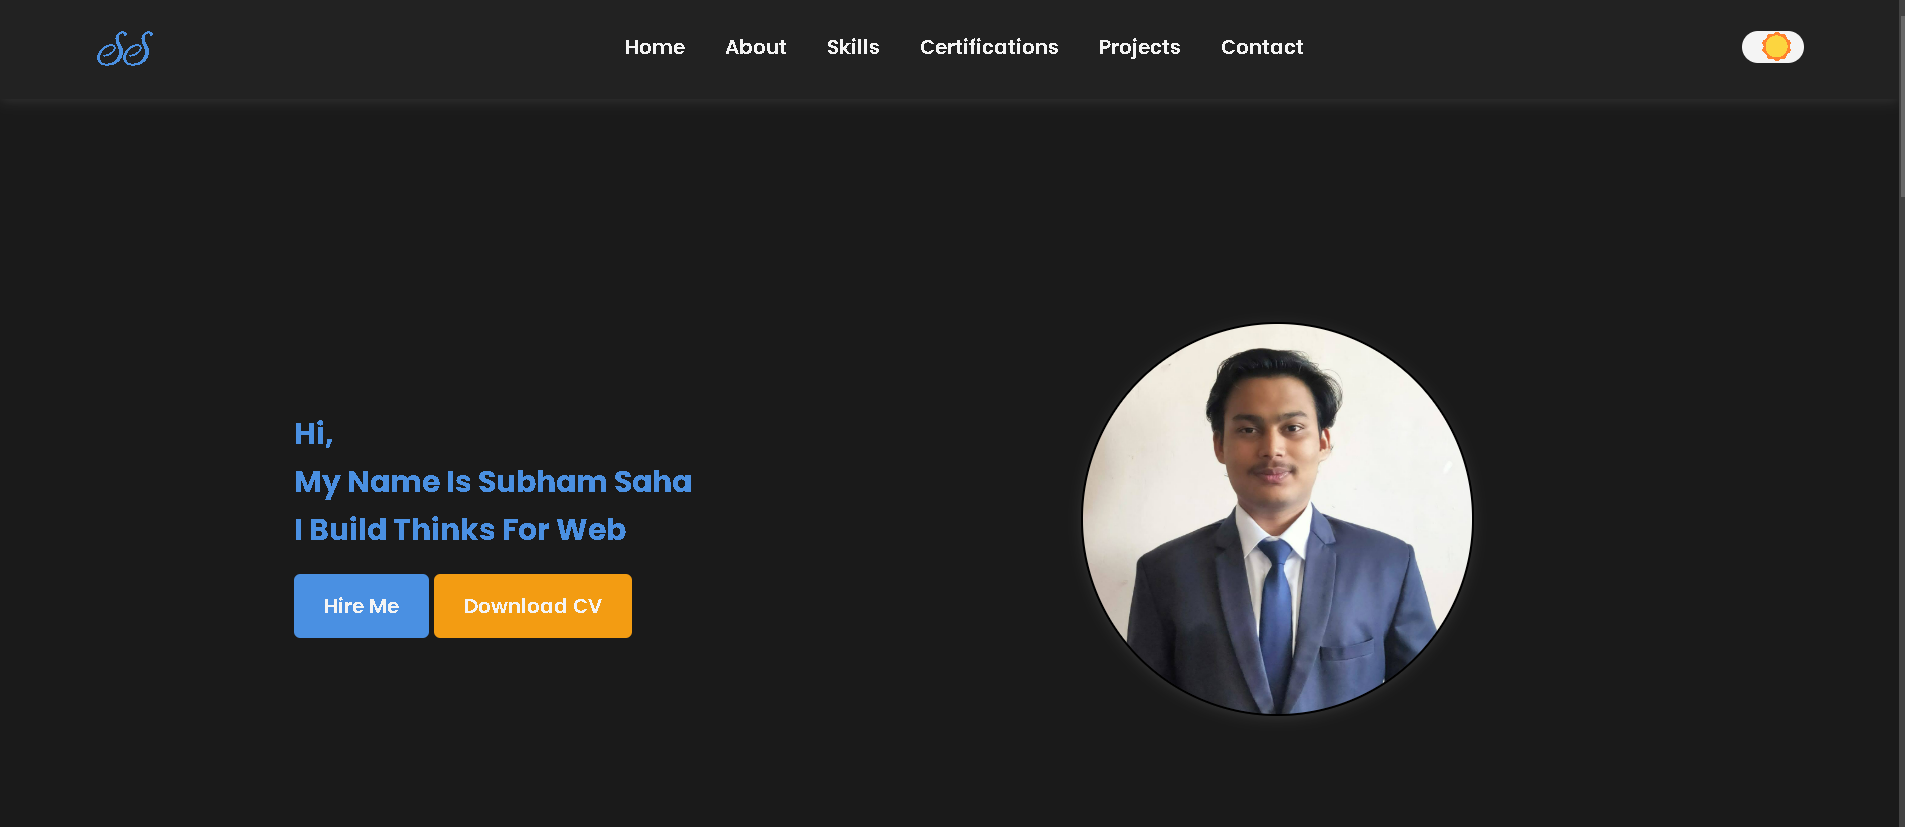 SS
Home About Skills Certifications Projects Contact
Hi,
My Name Is Subham Saha
I Build Thinks For Web
Hire Me Download CV